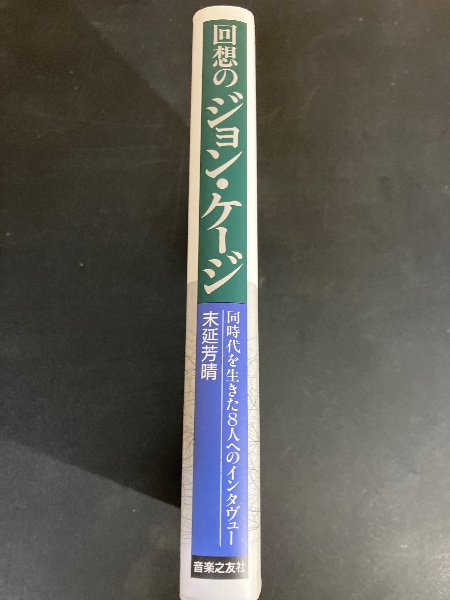 回想のジョン・ケージ
同時代を生きた8人へのインタヴュー
末延芳晴
音楽之友社